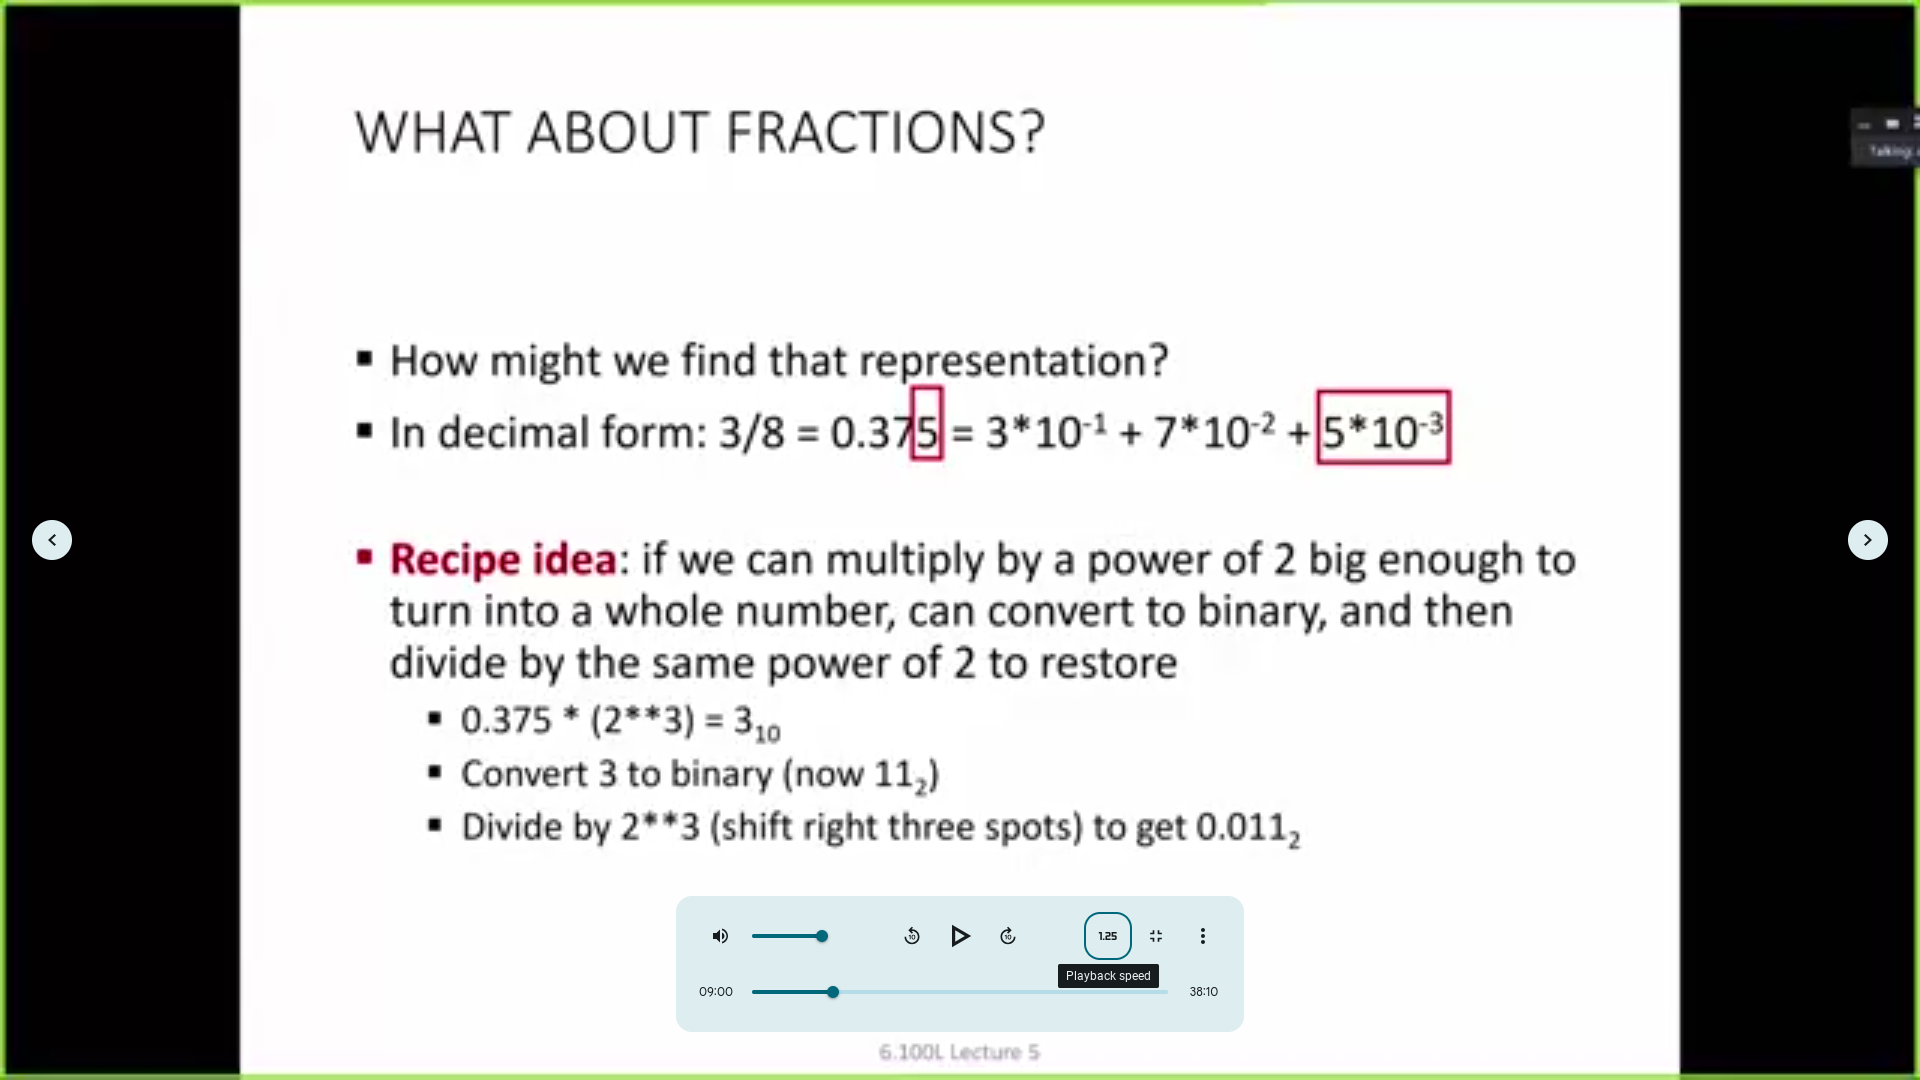 WHAT ABOUT FRACTIONS?
Talking:
▪ How might we find that representation?
▪ In decimal form: 3/8 = 0.375 = 3*10⁻¹ + 7*10⁻² + 5*10⁻³
▪ Recipe idea: if we can multiply by a power of 2 big enough to
turn into a whole number, can convert to binary, and then
divide by the same power of 2 to restore
▪ 0.375 * (2**3) = 3₁₀
▪ Convert 3 to binary (now 11₂)
▪ Divide by 2**3 (shift right three spots) to get 0.011₂
10
10
1.25
Playback speed
09:00
38:10
6.100L Lecture 5